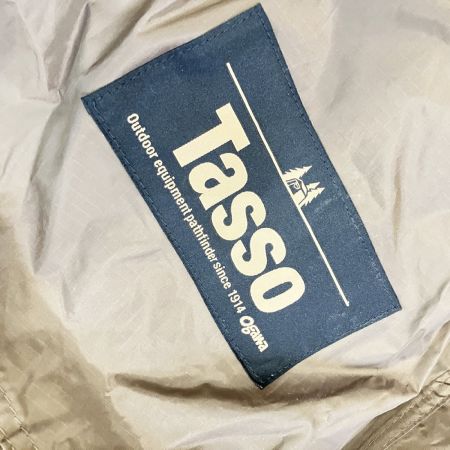 Tasso
Outdoor equipment pathfinder since 1914 Ogawa